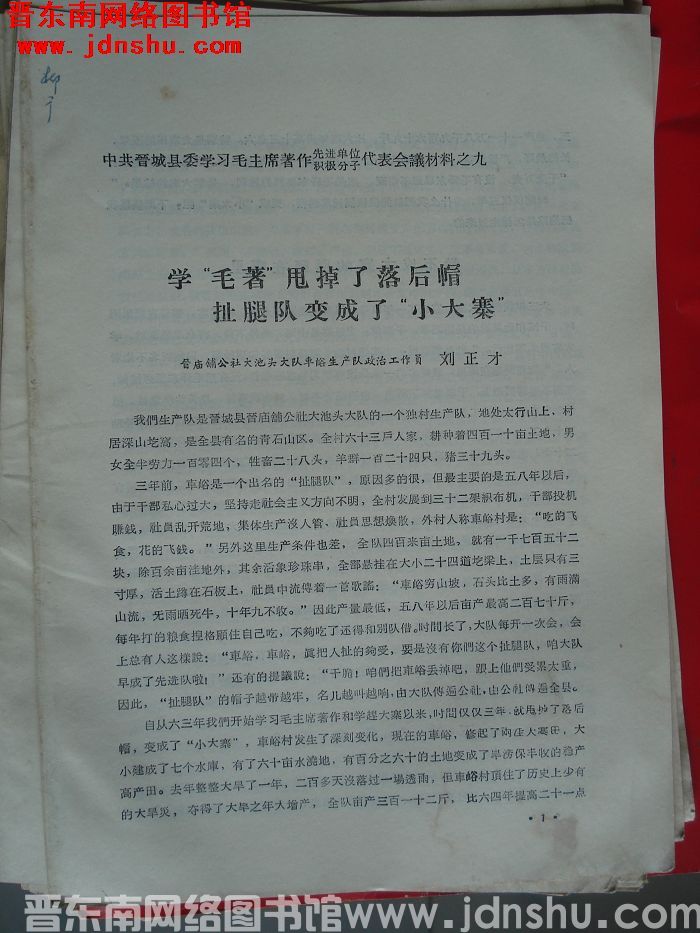 晋东南网络图书馆
www.jdnshu.com
中共晉城县委学习毛主席著作先进单位积极分子代表会議材料之九
学“毛著”甩掉了落后帽
扯腿队变成了“小大寨”
晉庙舖公社大池头大队車峪生产队政治工作員 刘正才
我們生产队是晉城县晉庙舖公社大池头大队的一个独村生产队，地处太行山上，村
居深山圪窩，是全县有名的青石山区。全村六十三戶人家，耕种着四百一十亩土地，男
女全半劳力一百零四个，牲畜二十八头，羊群一百二十四只，猪三十九头。
三年前，車峪是一个出名的“扯腿队”，原因多的很，但最主要的是五八年以后，
由于干部私心过大，坚持走社会主义方向不明，全村发展到三十二架織布机，干部投机
賺銭，社員乱开荒地，集体生产沒人管，社員思想渙散，外村人称車峪村是：“吃的飞
食，花的飞銭。”另外这里生产条件也差，全队四百来亩土地，就有一千七百五十二
块，除百余亩洼地外，其余活象珍珠串，全部悬挂在大小二十四道圪梁上，土层只有三
寸厚，活土蹲在石板上，社員中流傳着一首歌謠：“車峪穷山坡，石头比土多，有雨滿
山流，无雨晒死牛，十年九不收。”因此产量最低，五八年以后亩产最高二百七十斤，
每年打的粮食捏格顾住自己吃，不夠吃了还得和别队借。时間长了，大队每开一次会，会
上总有人这样說：“車峪，車峪，眞把人扯的夠受，要是沒有你們这个扯腿队，咱大队
早成了先进队啦！”还有的提議說：“干脆！咱們把車峪丢掉吧，跟上他們受累太重，
因此，“扯腿队”的帽子越带越牢，名儿越叫越响，由大队傳遍公社，由公社傳遍全县。
自从六三年我們开始学习毛主席著作和学趕大寨以来，时間仅仅三年，就甩掉了落后
帽，变成了“小大寨”，車峪村发生了深刻变化，現在的車峪，修起了海绵大寨田，大
小建成了七个水庫，有了六十亩水澆地，有百分之六十的土地变成了旱涝保丰收的稳产
高产田。去年整整大旱了一年，二百多天沒落过一場透雨，但車峪村頂住了历史上少有
的大旱灾，夺得了大旱之年大增产，全队亩产三百一十二斤，比六四年提高二十一点
·1·
晋东南网络图书馆 www.jdnshu.com